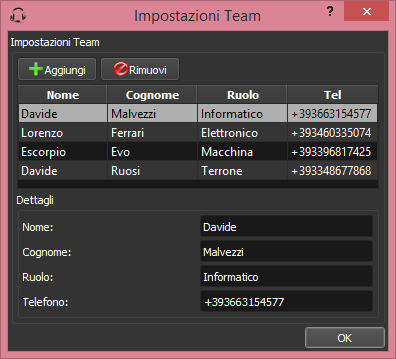 Impostazioni Team
?
Impostazioni Team
Aggiungi Rimuovi
Nome Cognome Ruolo Tel
Davide Malvezzi Informatico +393663154577
Lorenzo Ferrari Elettronico +393460335074
Escorpio Evo Macchina +393396817425
Davide Ruosi Terrone +393348677868
Dettagli
Nome: Davide
Cognome: Malvezzi
Ruolo: Informatico
Telefono: +393663154577
OK